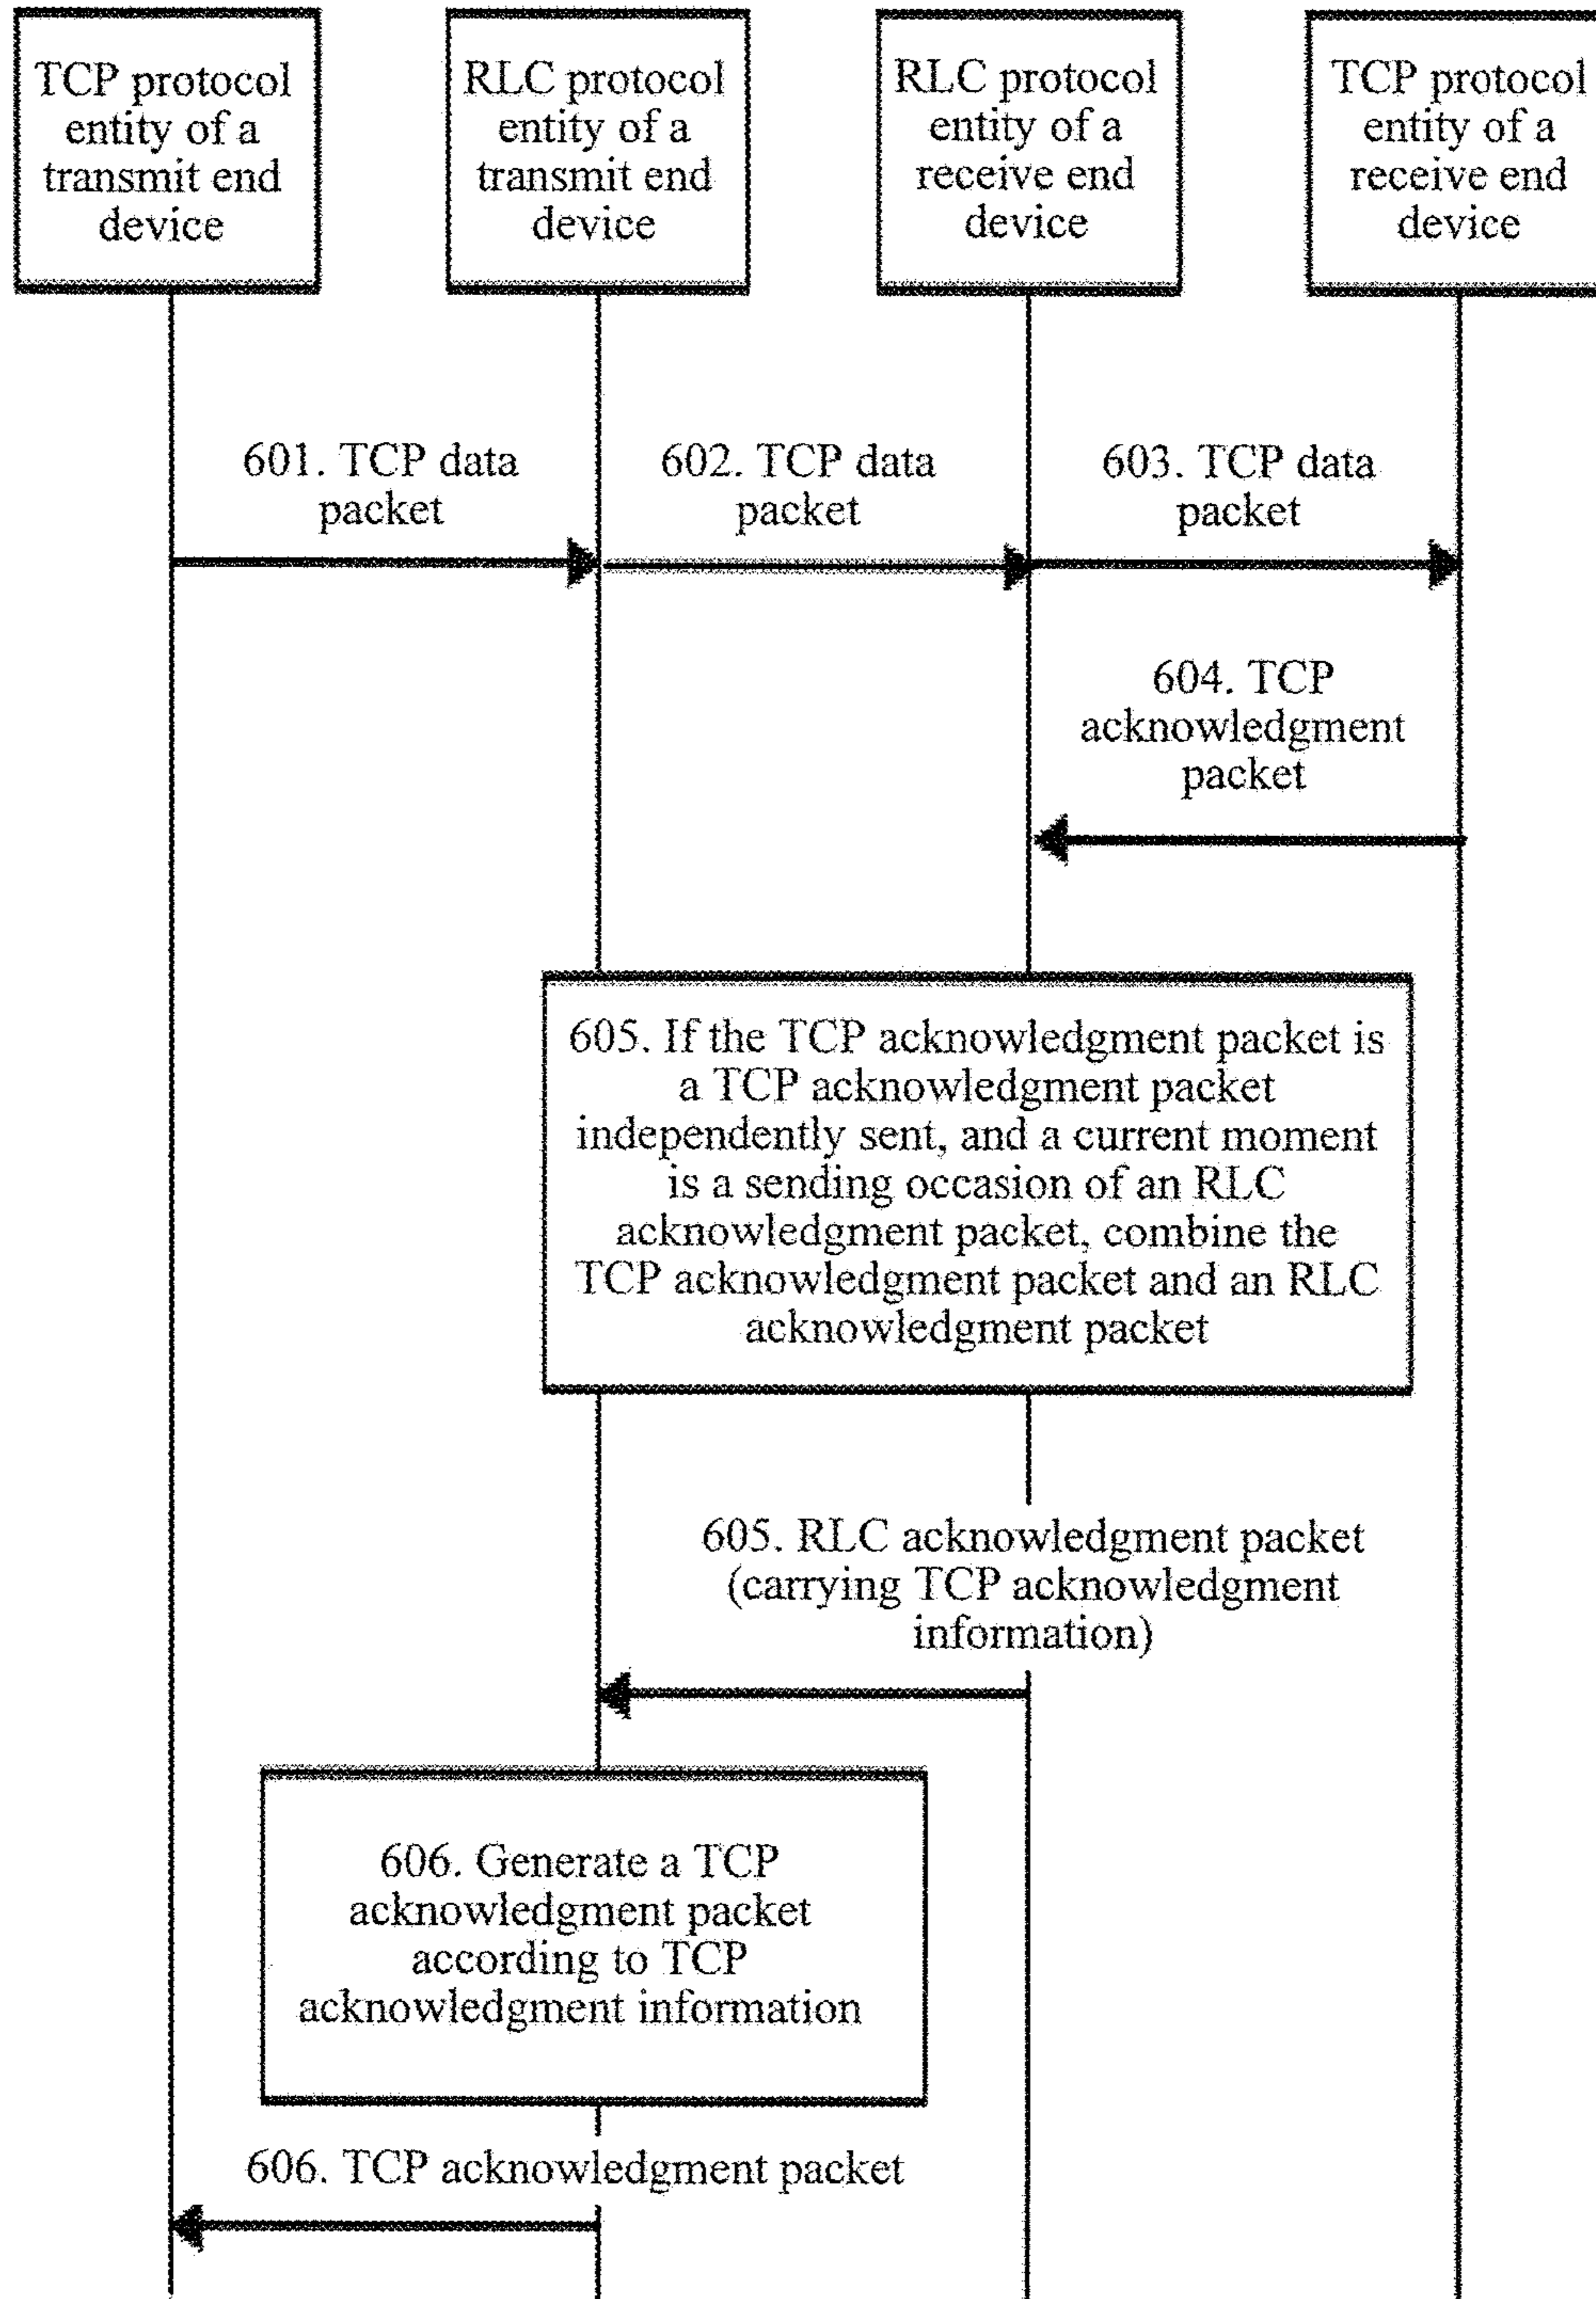 TCP protocol
entity of a
transmit end
device
RLC protocol
entity of a
transmit end
device
RLC protocol
entity of a
receive end
device
TCP protocol
entity of a
receive end
device
601. TCP data
packet
602. TCP data
packet
603. TCP data
packet
604. TCP
acknowledgment
packet
605. If the TCP acknowledgment packet is
a TCP acknowledgment packet
independently sent, and a current moment
is a sending occasion of an RLC
acknowledgment packet, combine the
TCP acknowledgment packet and an RLC
acknowledgment packet
605. RLC acknowledgment packet
(carrying TCP acknowledgment
information)
606. Generate a TCP
acknowledgment packet
according to TCP
acknowledgment information
606. TCP acknowledgment packet